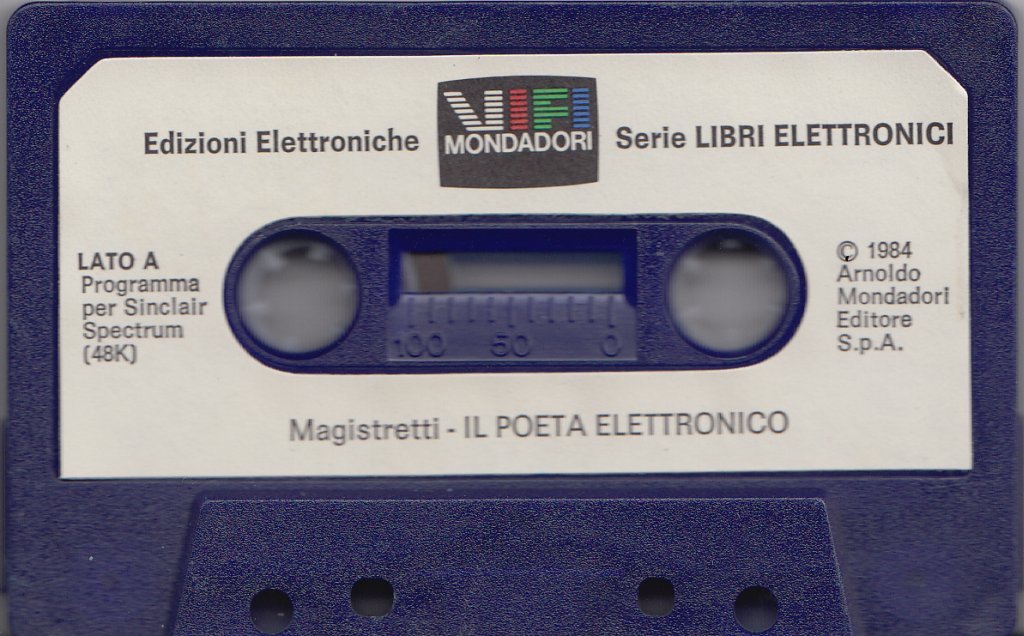 VIFI
MONDADORI
Edizioni Elettroniche
Serie LIBRI ELETTRONICI
LATO A
Programma
per Sinclair
Spectrum
(48K)
© 1984
Arnoldo
Mondadori
Editore
S.p.A.
100 50 0
Magistretti - IL POETA ELETTRONICO